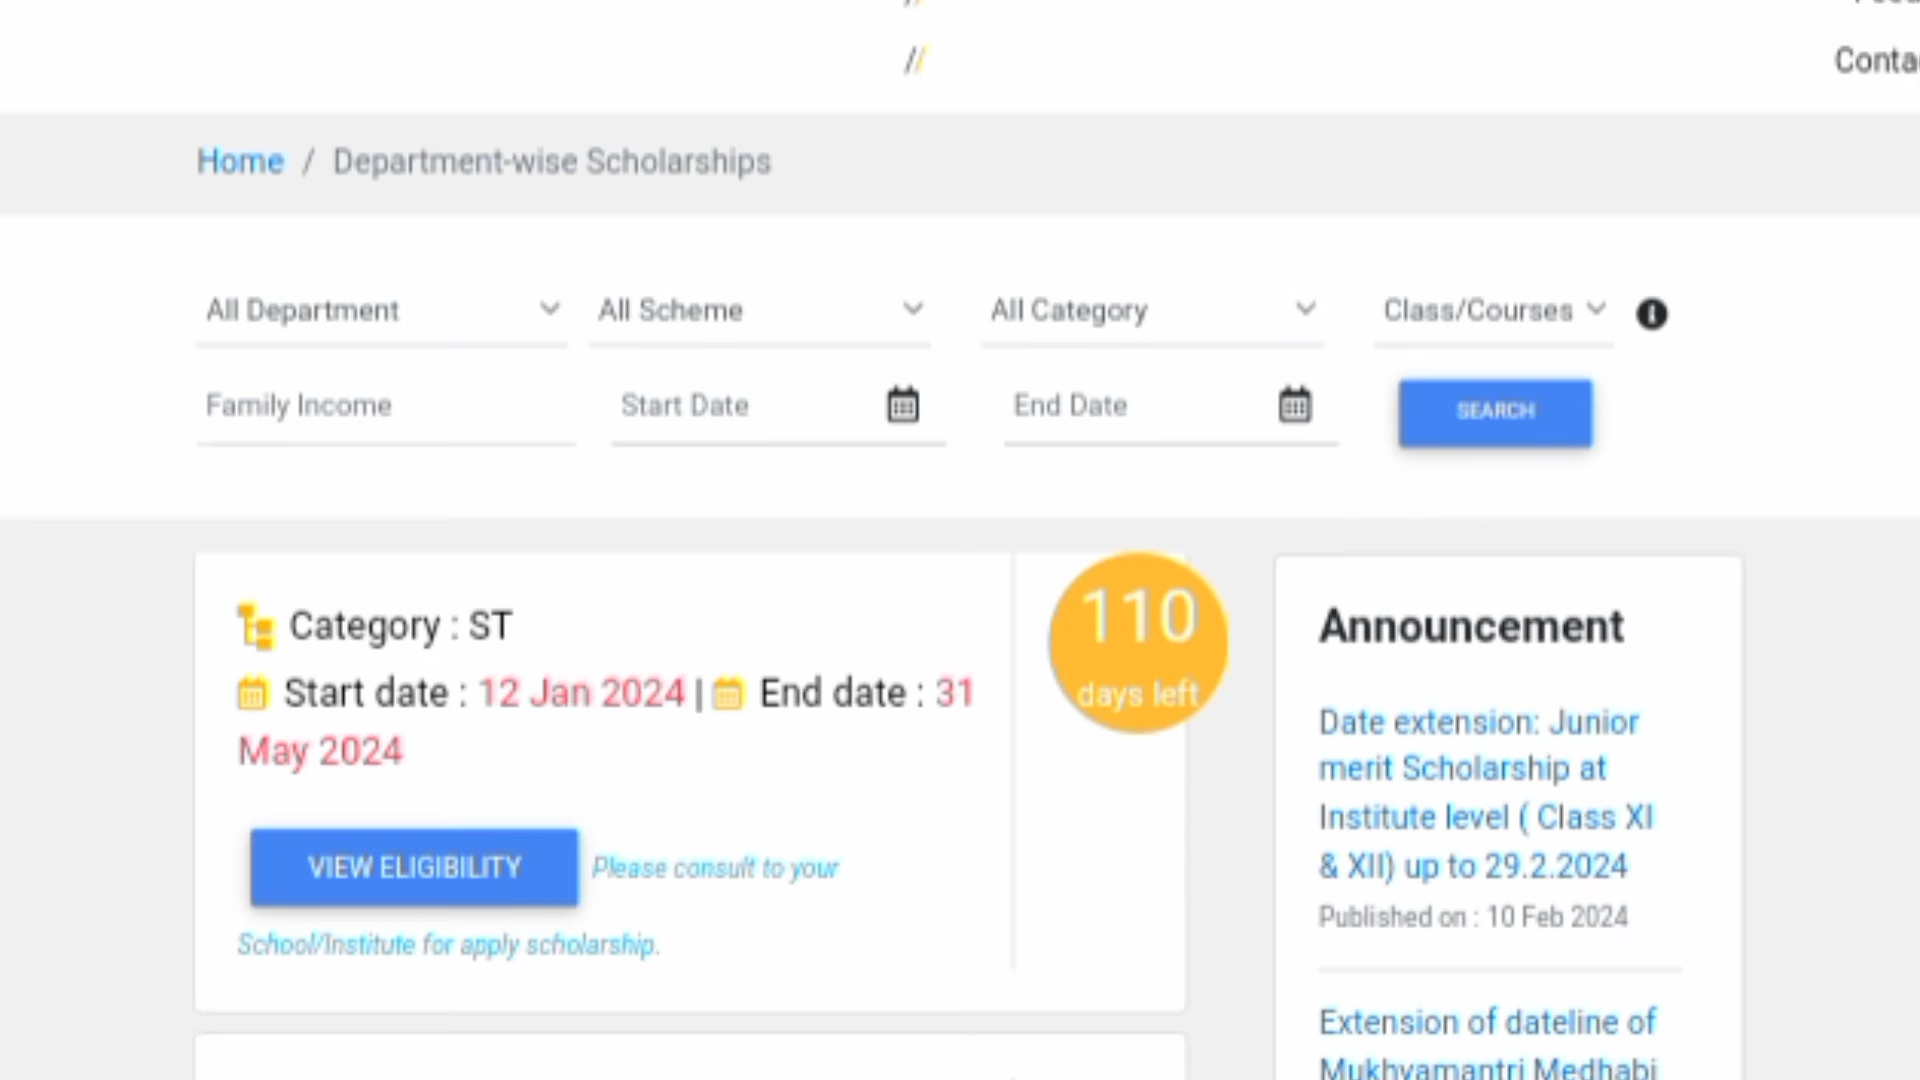 //
Conta
Home / Department-wise Scholarships
All Department All Scheme All Category Class/Courses
Family Income Start Date End Date SEARCH
Category : ST
Start date : 12 Jan 2024 | End date : 31
May 2024
110
days left
VIEW ELIGIBILITY Please consult to your
School/Institute for apply scholarship.
Announcement
Date extension: Junior
merit Scholarship at
Institute level ( Class XI
& XII) up to 29.2.2024
Published on : 10 Feb 2024
Extension of dateline of
Mukhyamantri Medhabi